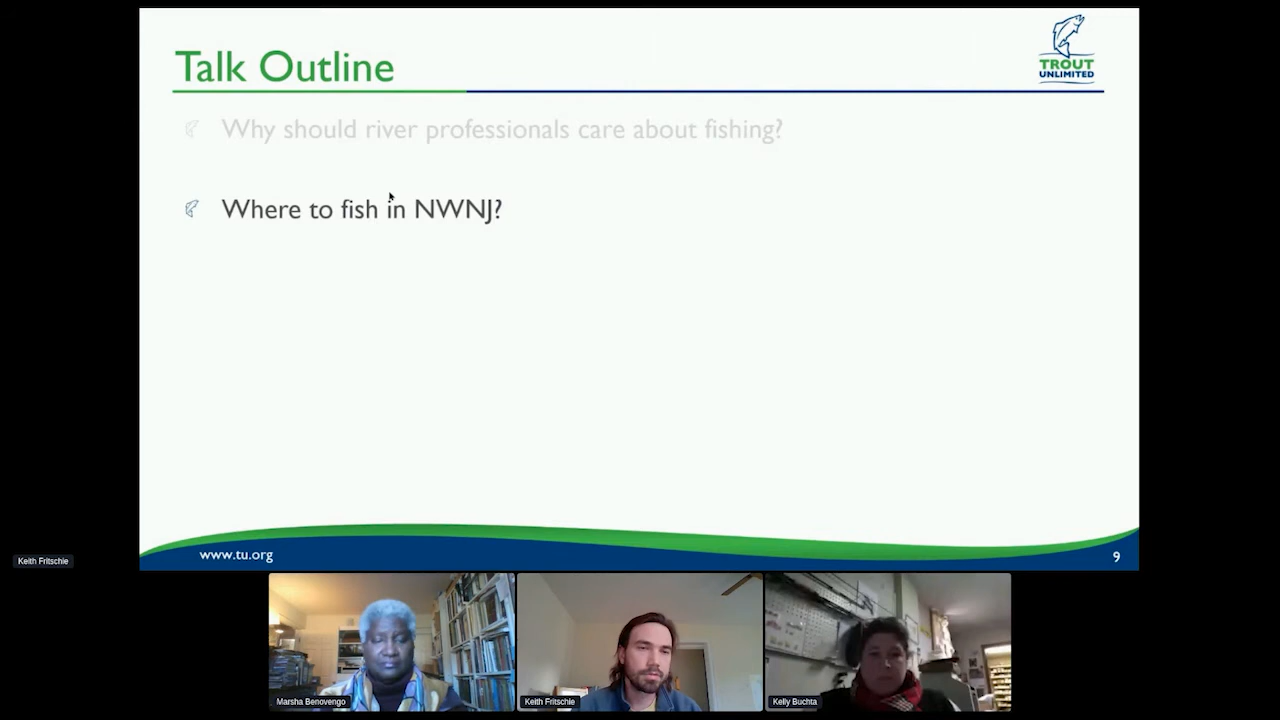 Talk Outline
TROUT
UNLIMITED
Why should river professionals care about fishing?
Where to fish in NWNJ?
www.tu.org
9
Keith Fritschie
Marsha Benovengo
Keith Fritschie
Kelly Buchta